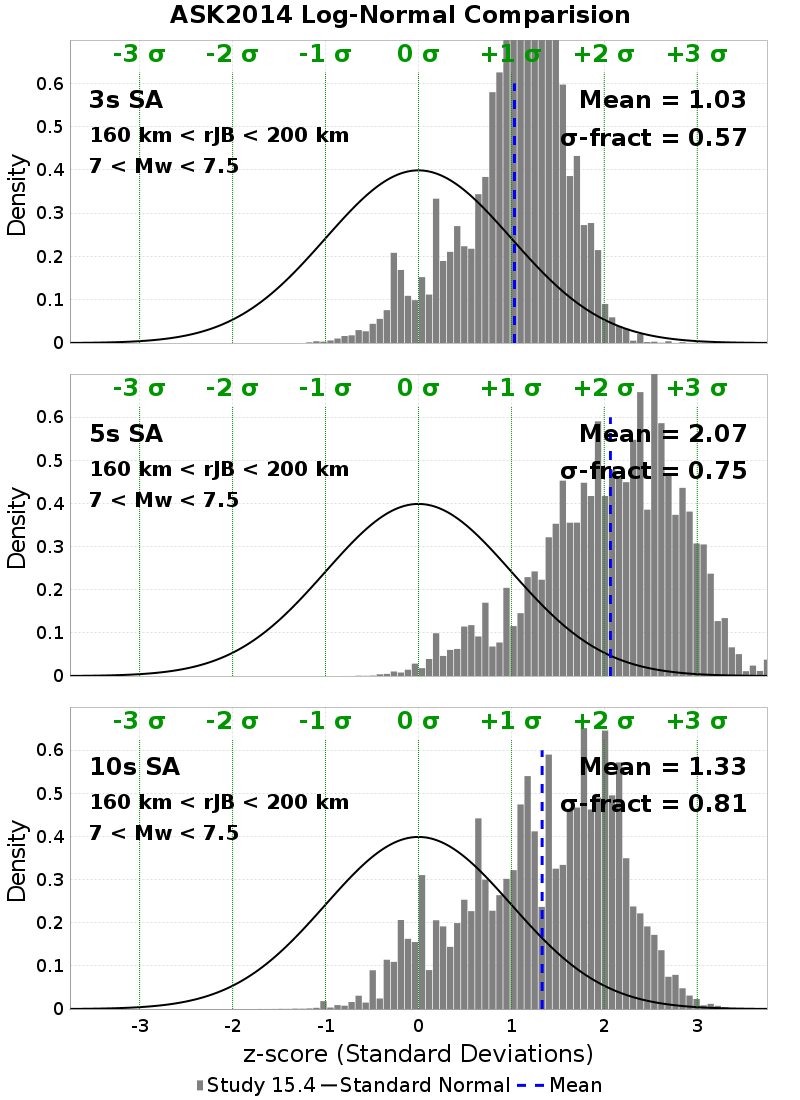 ASK2014 Log-Normal Comparision
-3 σ -2 σ -1 σ 0 σ +1 σ +2 σ +3 σ
3s SA
Mean = 1.03
160 km < rJB < 200 km
σ-fract = 0.57
7 < Mw < 7.5
0.6
0.5
0.4
0.3
0.2
0.1
0
Density
-3 σ -2 σ -1 σ 0 σ +1 σ +2 σ +3 σ
5s SA
Mean = 2.07
160 km < rJB < 200 km
σ-fract = 0.75
7 < Mw < 7.5
0.6
0.5
0.4
0.3
0.2
0.1
0
Density
-3 σ -2 σ -1 σ 0 σ +1 σ +2 σ +3 σ
10s SA
Mean = 1.33
160 km < rJB < 200 km
σ-fract = 0.81
7 < Mw < 7.5
0.6
0.5
0.4
0.3
0.2
0.1
0
Density
-3 -2 -1 0 1 2 3
z-score (Standard Deviations)
Study 15.4 Standard Normal Mean